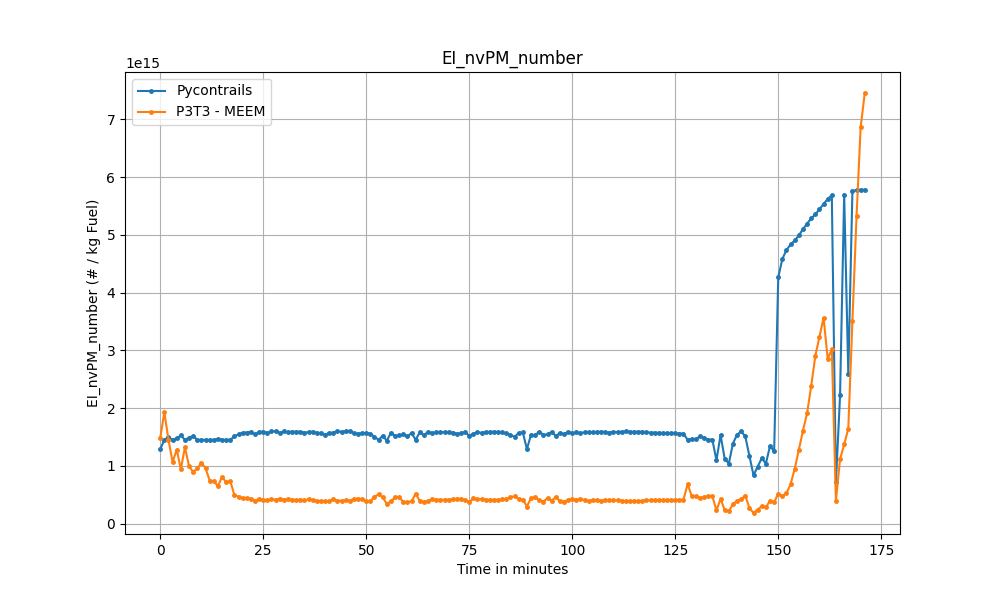 EI_nvPM_number
1e15
Pycontrails
P3T3 - MEEM
7
6
5
4
3
2
1
0
EI_nvPM_number (# / kg Fuel)
0 25 50 75 100 125 150 175
Time in minutes